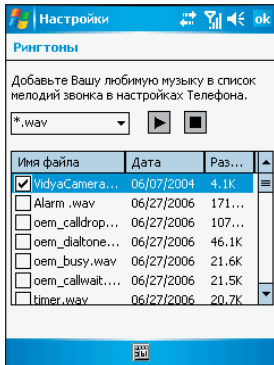 Настройки ok
Рингтоны
Добавьте Вашу любимую музыку в список
мелодий звонка в настройках Телефона.
*.wav
Имя файла Дата Раз...
VidyaCamera... 06/07/2004 4.1K
Alarm .wav 06/27/2006 171...
oem_calldrop... 06/27/2006 107...
oem_dialtone... 06/27/2006 46.1K
oem_busy.wav 06/27/2006 21.6K
oem_callwait.... 06/27/2006 21.5K
timer.wav 06/27/2006 20.7K